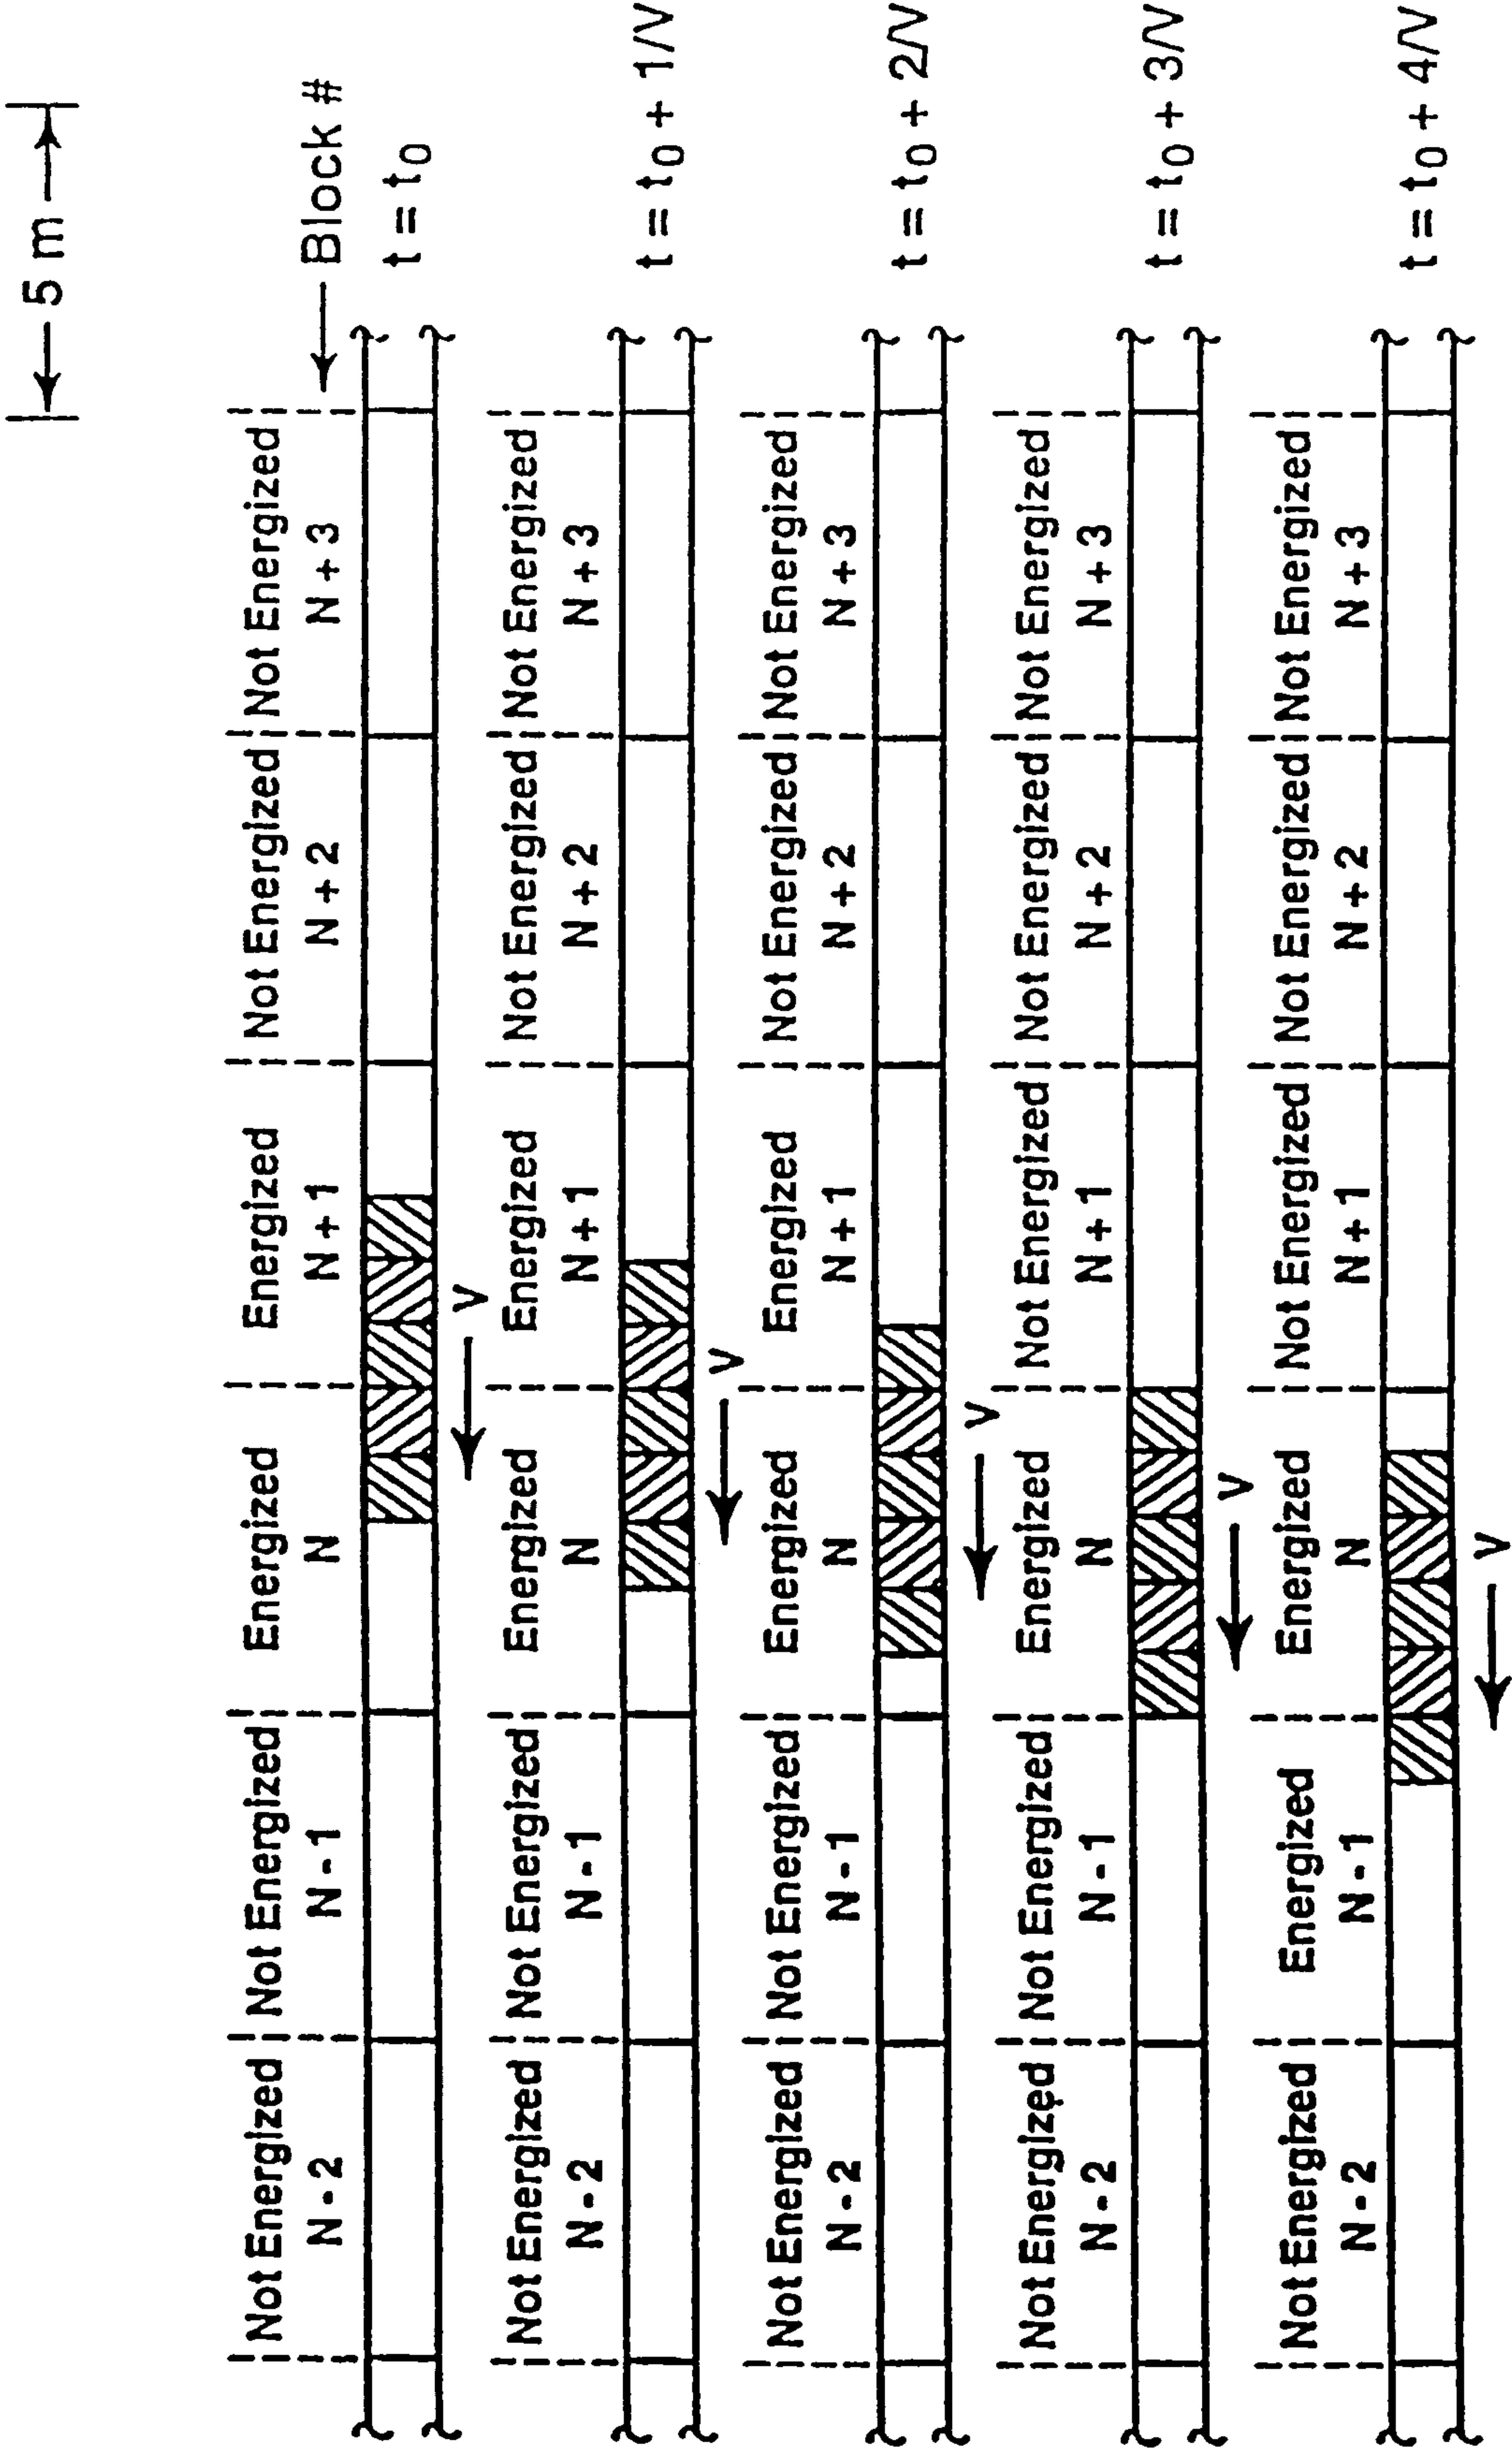 5 m
Not Energized Not Energized Energized Energized Not Energized Not Energized
N - 2 N - 1 N N + 1 N + 2 N + 3 Block #
t = t₀
V
Not Energized Not Energized Energized Energized Not Energized Not Energized
N - 2 N - 1 N N + 1 N + 2 N + 3
t = t₀ + 1/V
V
Not Energized Not Energized Energized Energized Not Energized Not Energized
N - 2 N - 1 N N + 1 N + 2 N + 3
t = t₀ + 2/V
V
Not Energized Not Energized Energized Not Energized Not Energized Not Energized
N - 2 N - 1 N N + 1 N + 2 N + 3
t = t₀ + 3/V
V
Not Energized Energized Energized Not Energized Not Energized Not Energized
N - 2 N - 1 N N + 1 N + 2 N + 3
t = t₀ + 4/V
V